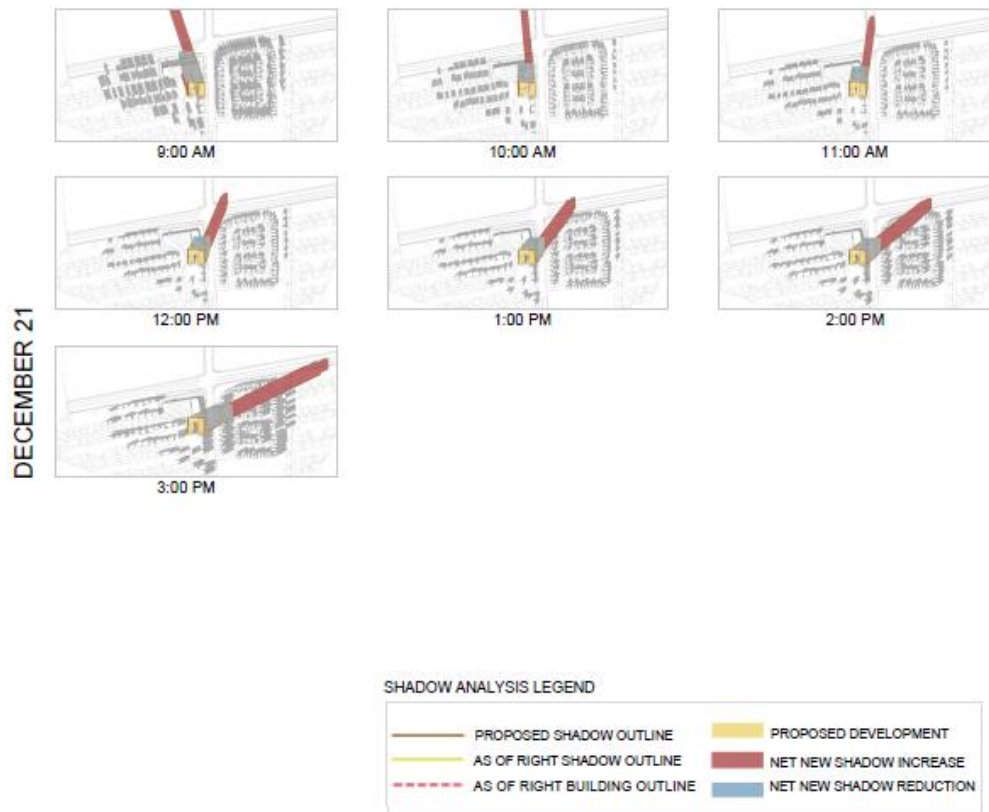 9:00 AM
10:00 AM
11:00 AM
DECEMBER 21
12:00 PM
1:00 PM
2:00 PM
3:00 PM
SHADOW ANALYSIS LEGEND
PROPOSED SHADOW OUTLINE
AS OF RIGHT SHADOW OUTLINE
AS OF RIGHT BUILDING OUTLINE
PROPOSED DEVELOPMENT
NET NEW SHADOW INCREASE
NET NEW SHADOW REDUCTION